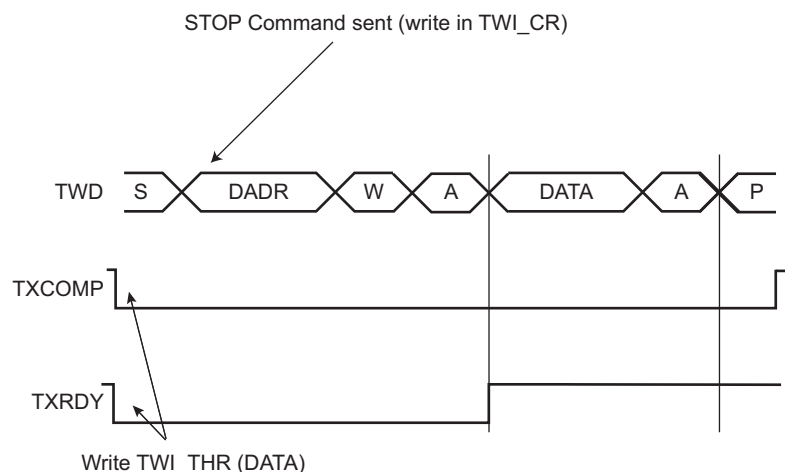 STOP Command sent (write in TWI_CR)
TWD S DADR W A DATA A P
TXCOMP
TXRDY
Write TWI_THR (DATA)